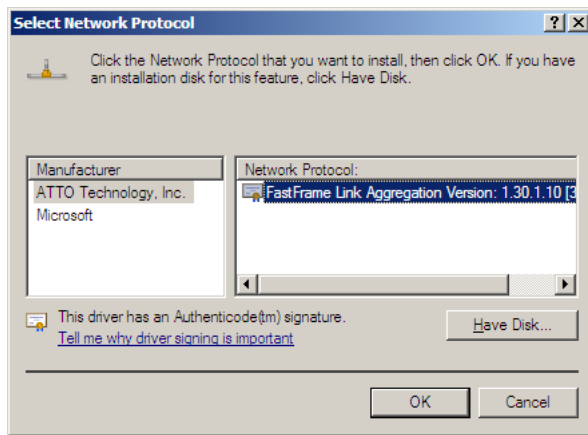 Select Network Protocol
Click the Network Protocol that you want to install, then click OK. If you have
an installation disk for this feature, click Have Disk.
Manufacturer
ATTO Technology, Inc.
Microsoft
Network Protocol:
FastFrame Link Aggregation Version: 1.30.1.10 [3
This driver has an Authenticode(tm) signature.
Tell me why driver signing is important
Have Disk...
OK
Cancel